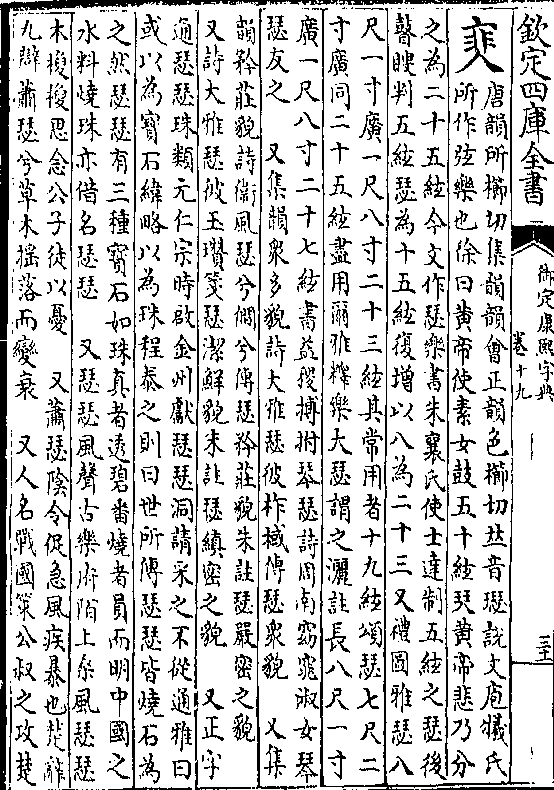 欽定四庫全書
御定康熙字典
卷十九
唐韻所櫛切集韻韻會正韻色櫛切𠀤音璱說文庖犧氏
所作弦樂也徐曰黃帝使素女鼓五十絃琴黃帝悲乃分
之為二十五絃今文作瑟樂書朱襄氏使士達制五絃之瑟後
瞽瞍判五絃瑟為十五絃復增以八為二十三又禮圖雅瑟八
尺一寸廣一尺八寸二十三絃其常用者十九絃頌瑟七尺二
寸廣同二十五絃盡用爾雅釋樂大瑟謂之灑註長八尺一寸
廣一尺八寸二十七絃書益稷搏拊琴瑟詩周南窈窕淑女琴
瑟友之 又集韻衆多貌詩大雅瑟彼柞棫傳瑟衆貌 又集
韻矜莊貌詩衞風瑟兮僩兮傳瑟矜莊貌朱註瑟嚴密之貌
又詩大雅瑟彼玉瓚箋瑟潔鮮貌朱註瑟縝密之貌 又正字
通瑟瑟珠類元仁宗時啟金州獻瑟瑟洞請采之不從通雅曰
或以為寶石緯略以為珠程泰之則曰世所傳瑟瑟皆燒石為
之然瑟瑟有三種寶石如珠真者透碧番燒者員而明中國之
水料燒珠亦借名瑟瑟 又瑟瑟風聲古樂府陌上桑風瑟瑟
木椶椶思念公子徒以憂 又蕭瑟陰令促急風疾暴也楚辭
九辯蕭瑟兮草木搖落而變衰 又人名戰國策公叔之攻楚